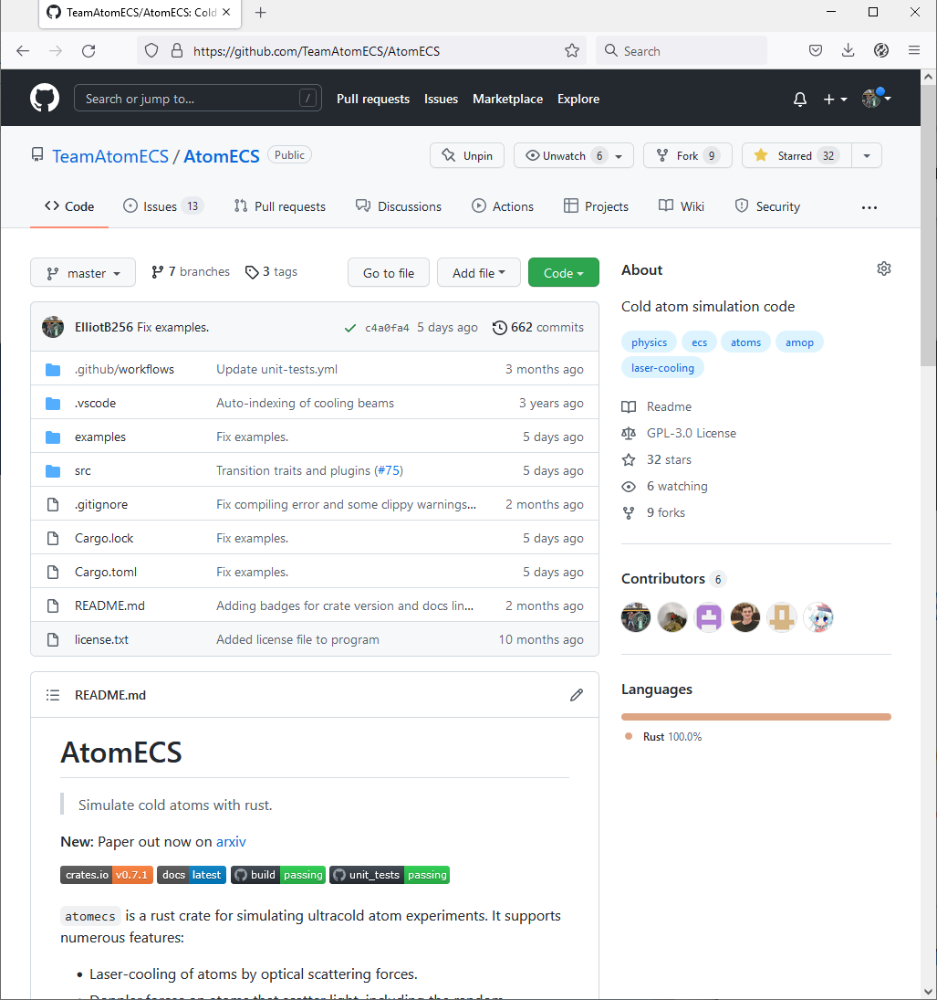 TeamAtomECS/AtomECS: Cold
https://github.com/TeamAtomECS/AtomECS Search
Search or jump to... / Pull requests Issues Marketplace Explore
TeamAtomECS / AtomECS Public Unpin Unwatch 6 Fork 9 Starred 32
Code Issues 13 Pull requests Discussions Actions Projects Wiki Security
master 7 branches 3 tags Go to file Add file Code
ElliotB256 Fix examples. c4a0fa4 5 days ago 662 commits
.github/workflows Update unit-tests.yml 3 months ago
.vscode Auto-indexing of cooling beams 3 years ago
examples Fix examples. 5 days ago
src Transition traits and plugins (#75) 5 days ago
.gitignore Fix compiling error and some clippy warnings... 2 months ago
Cargo.lock Fix examples. 5 days ago
Cargo.toml Fix examples. 5 days ago
README.md Adding badges for crate version and docs lin... 2 months ago
license.txt Added license file to program 10 months ago
README.md
AtomECS
Simulate cold atoms with rust.
New: Paper out now on arxiv
crates.io v0.7.1 docs latest build passing unit_tests passing
atomecs is a rust crate for simulating ultracold atom experiments. It supports
numerous features:
• Laser-cooling of atoms by optical scattering forces.
• Doppler forces on atoms that scatter light, including the random
About
Cold atom simulation code
physics ecs atoms amop
laser-cooling
Readme
GPL-3.0 License
32 stars
6 watching
9 forks
Contributors 6
Languages
Rust 100.0%